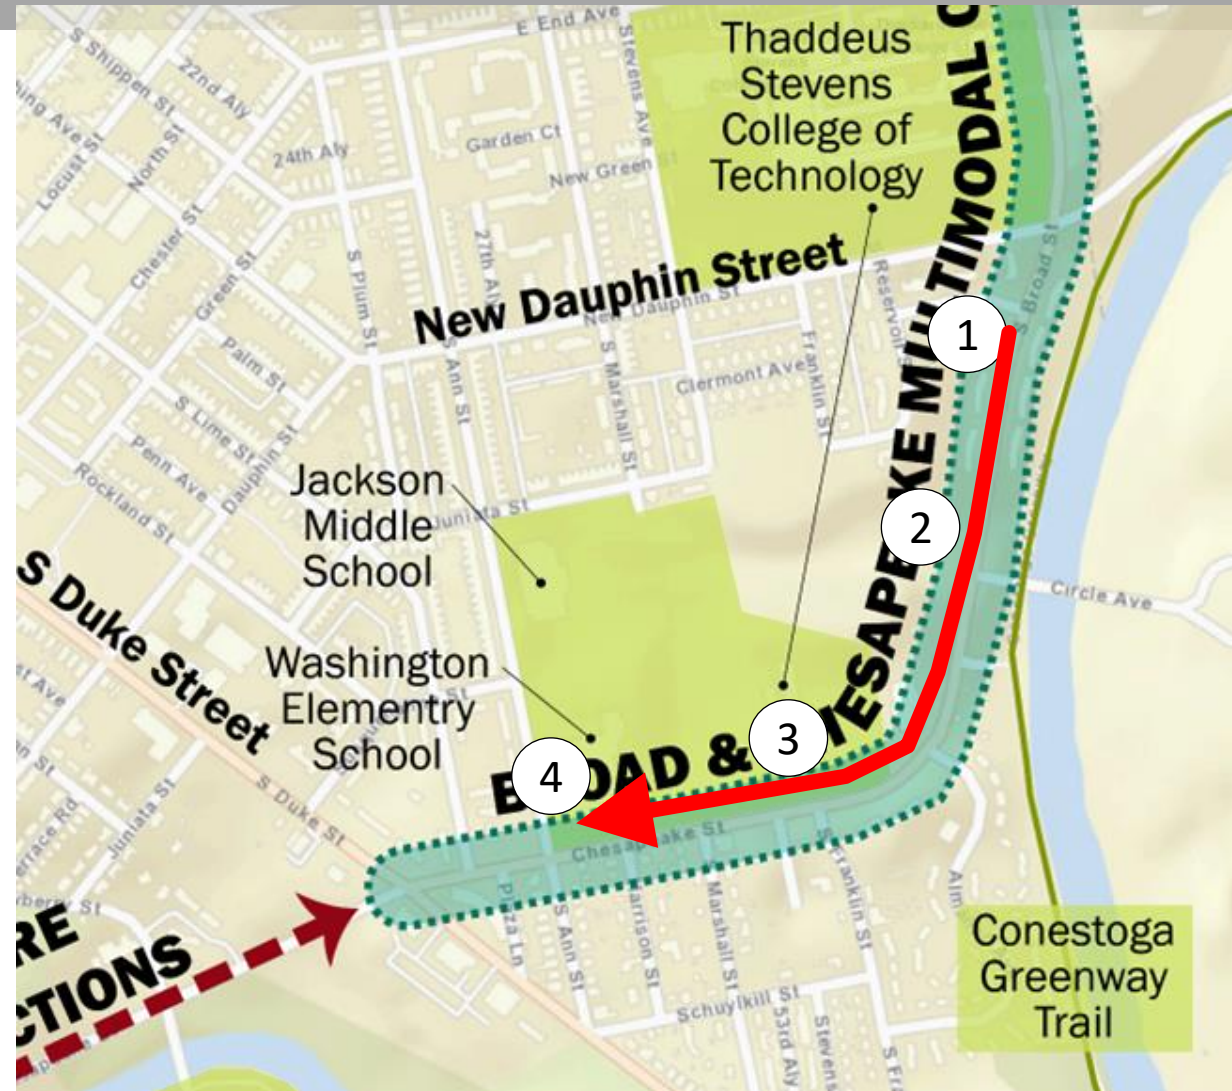 E End Ave
Stevens Ave
S Shippen St
22nd Aly
Locust St
North St
24th Aly
Garden Ct
New Green St
Thaddeus
Stevens
College of
Technology
Chester St
Green St
S Plum St
27th Aly
New Dauphin Street
New Dauphin St
S Broad St
1
Palm St
S Ann St
S Marshall St
Clermont Ave
Franklin St
S Lime St
Penn Ave
Dauphin St
Rockland St
Jackson
Middle
School
Juniata St
2
Circle Ave
S Duke Street
Washington
Elementry
School
3
4
S Duke St
Juniata St
Chesapeake St
Plaza Ln
S Ann St
Harrison St
Marshall St
S Franklin St
Schuylkill St
53rd Aly
Stevens
S Fr
RE
CTIONS
Conestoga
Greenway
Trail